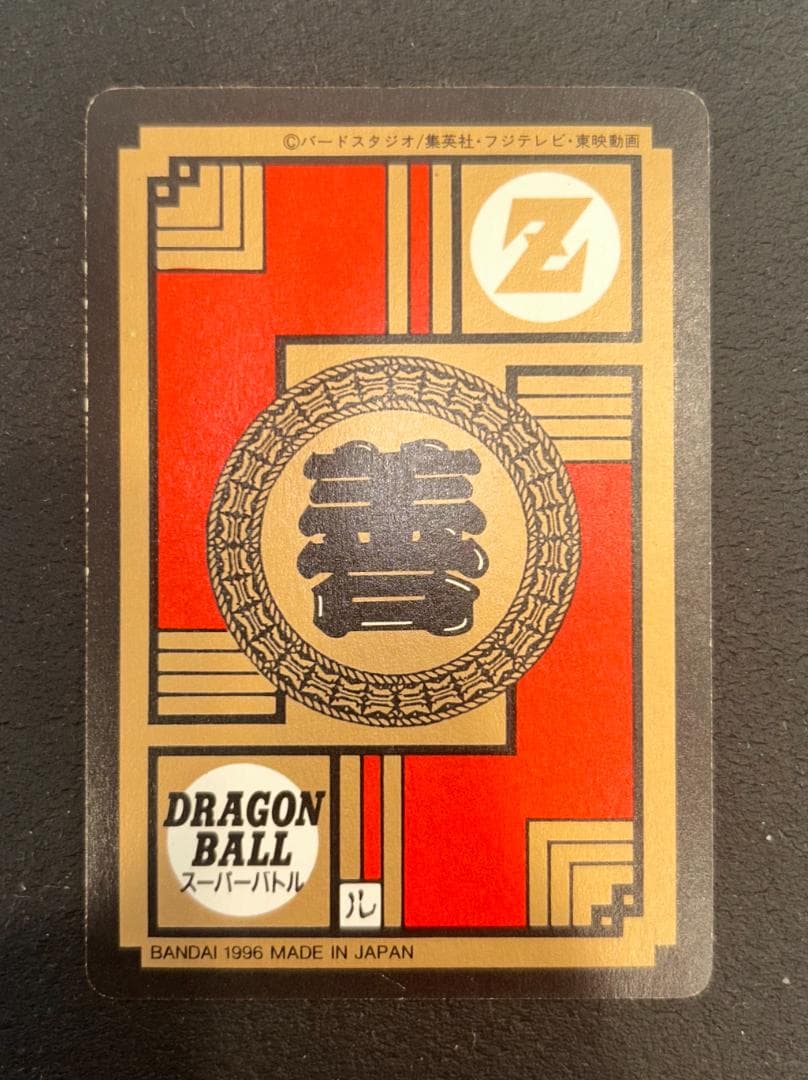 ©バードスタジオ/集英社・フジテレビ・東映動画
Z
善
DRAGON
BALL
スーパーバトル
ル
BANDAI 1996 MADE IN JAPAN